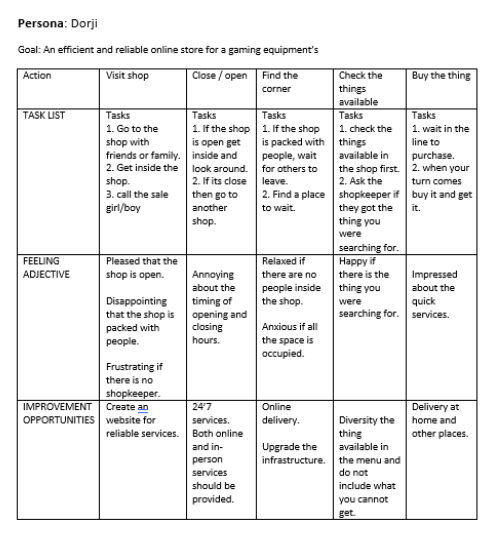 Persona: Dorji
Goal: An efficient and reliable online store for a gaming equipment's
Action
Visit shop
Close / open
Find the
corner
Check the
things
available
Buy the thing
TASK LIST
Tasks
1. Go to the
shop with
friends or family.
2. Get inside the
shop.
3. call the sale
girl/boy
Tasks
1. If the shop
is open get
inside and
look around.
2. If its close
then go to
another
shop.
Tasks
1. If the shop
is packed with
people, wait
for others to
leave.
2. Find a place
to wait.
Tasks
1. check the
things
available in
the shop first.
2. Ask the
shopkeeper if
they got the
thing you
were
searching for.
Tasks
1. wait in the
line to
purchase.
2. when your
turn comes
buy it and get
it.
FEELING
ADJECTIVE
Pleased that the
shop is open.
Disappointing
that the shop is
packed with
people.
Frustrating if
there is no
shopkeeper.
Annoying
about the
timing of
opening and
closing
hours.
Relaxed if
there are no
people inside
the shop.
Anxious if all
the space is
occupied.
Happy if
there is the
thing you
were
searching for.
Impressed
about the
quick
services.
IMPROVEMENT
OPPORTUNITIES
Create an
website for
reliable services.
24'7
services.
Both online
and in-
person
services
should be
provided.
Online
delivery.
Upgrade the
infrastructure.
Diversity the
thing
available in
the menu and
do not
include what
you cannot
get.
Delivery at
home and
other places.